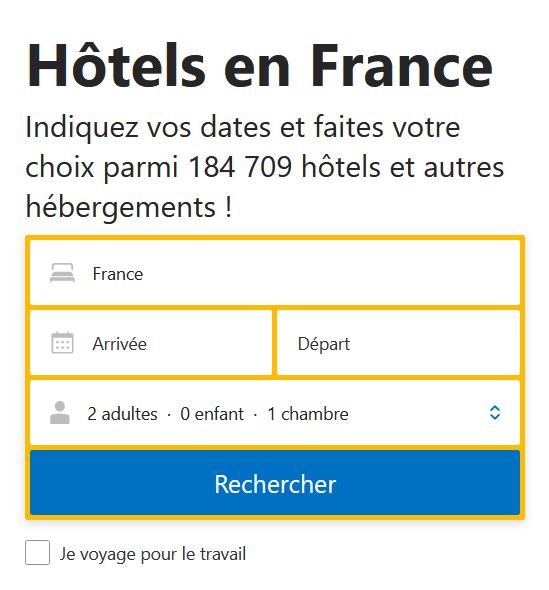 Hôtels en France
Indiquez vos dates et faites votre
choix parmi 184 709 hôtels et autres
hébergements !
France
Arrivée
Départ
2 adultes · 0 enfant · 1 chambre
Rechercher
Je voyage pour le travail